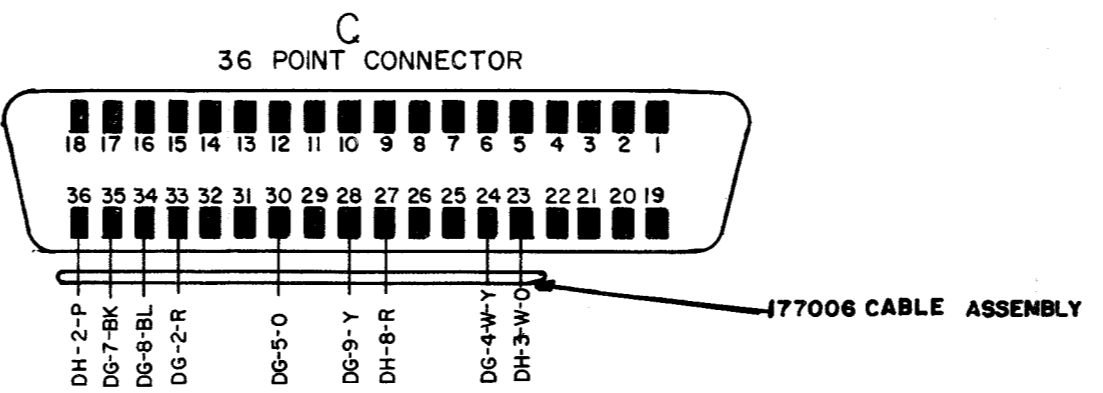 C
36 POINT CONNECTOR
18 17 16 15 14 13 12 11 10 9 8 7 6 5 4 3 2 1
36 35 34 33 32 31 30 29 28 27 26 25 24 23 22 21 20 19
DH-2-P
DG-7-BK
DG-8-BL
DG-2-R
DG-5-O
DG-9-Y
DH-8-R
DG-4-W-Y
DH-3-W-O
177006 CABLE ASSEMBLY